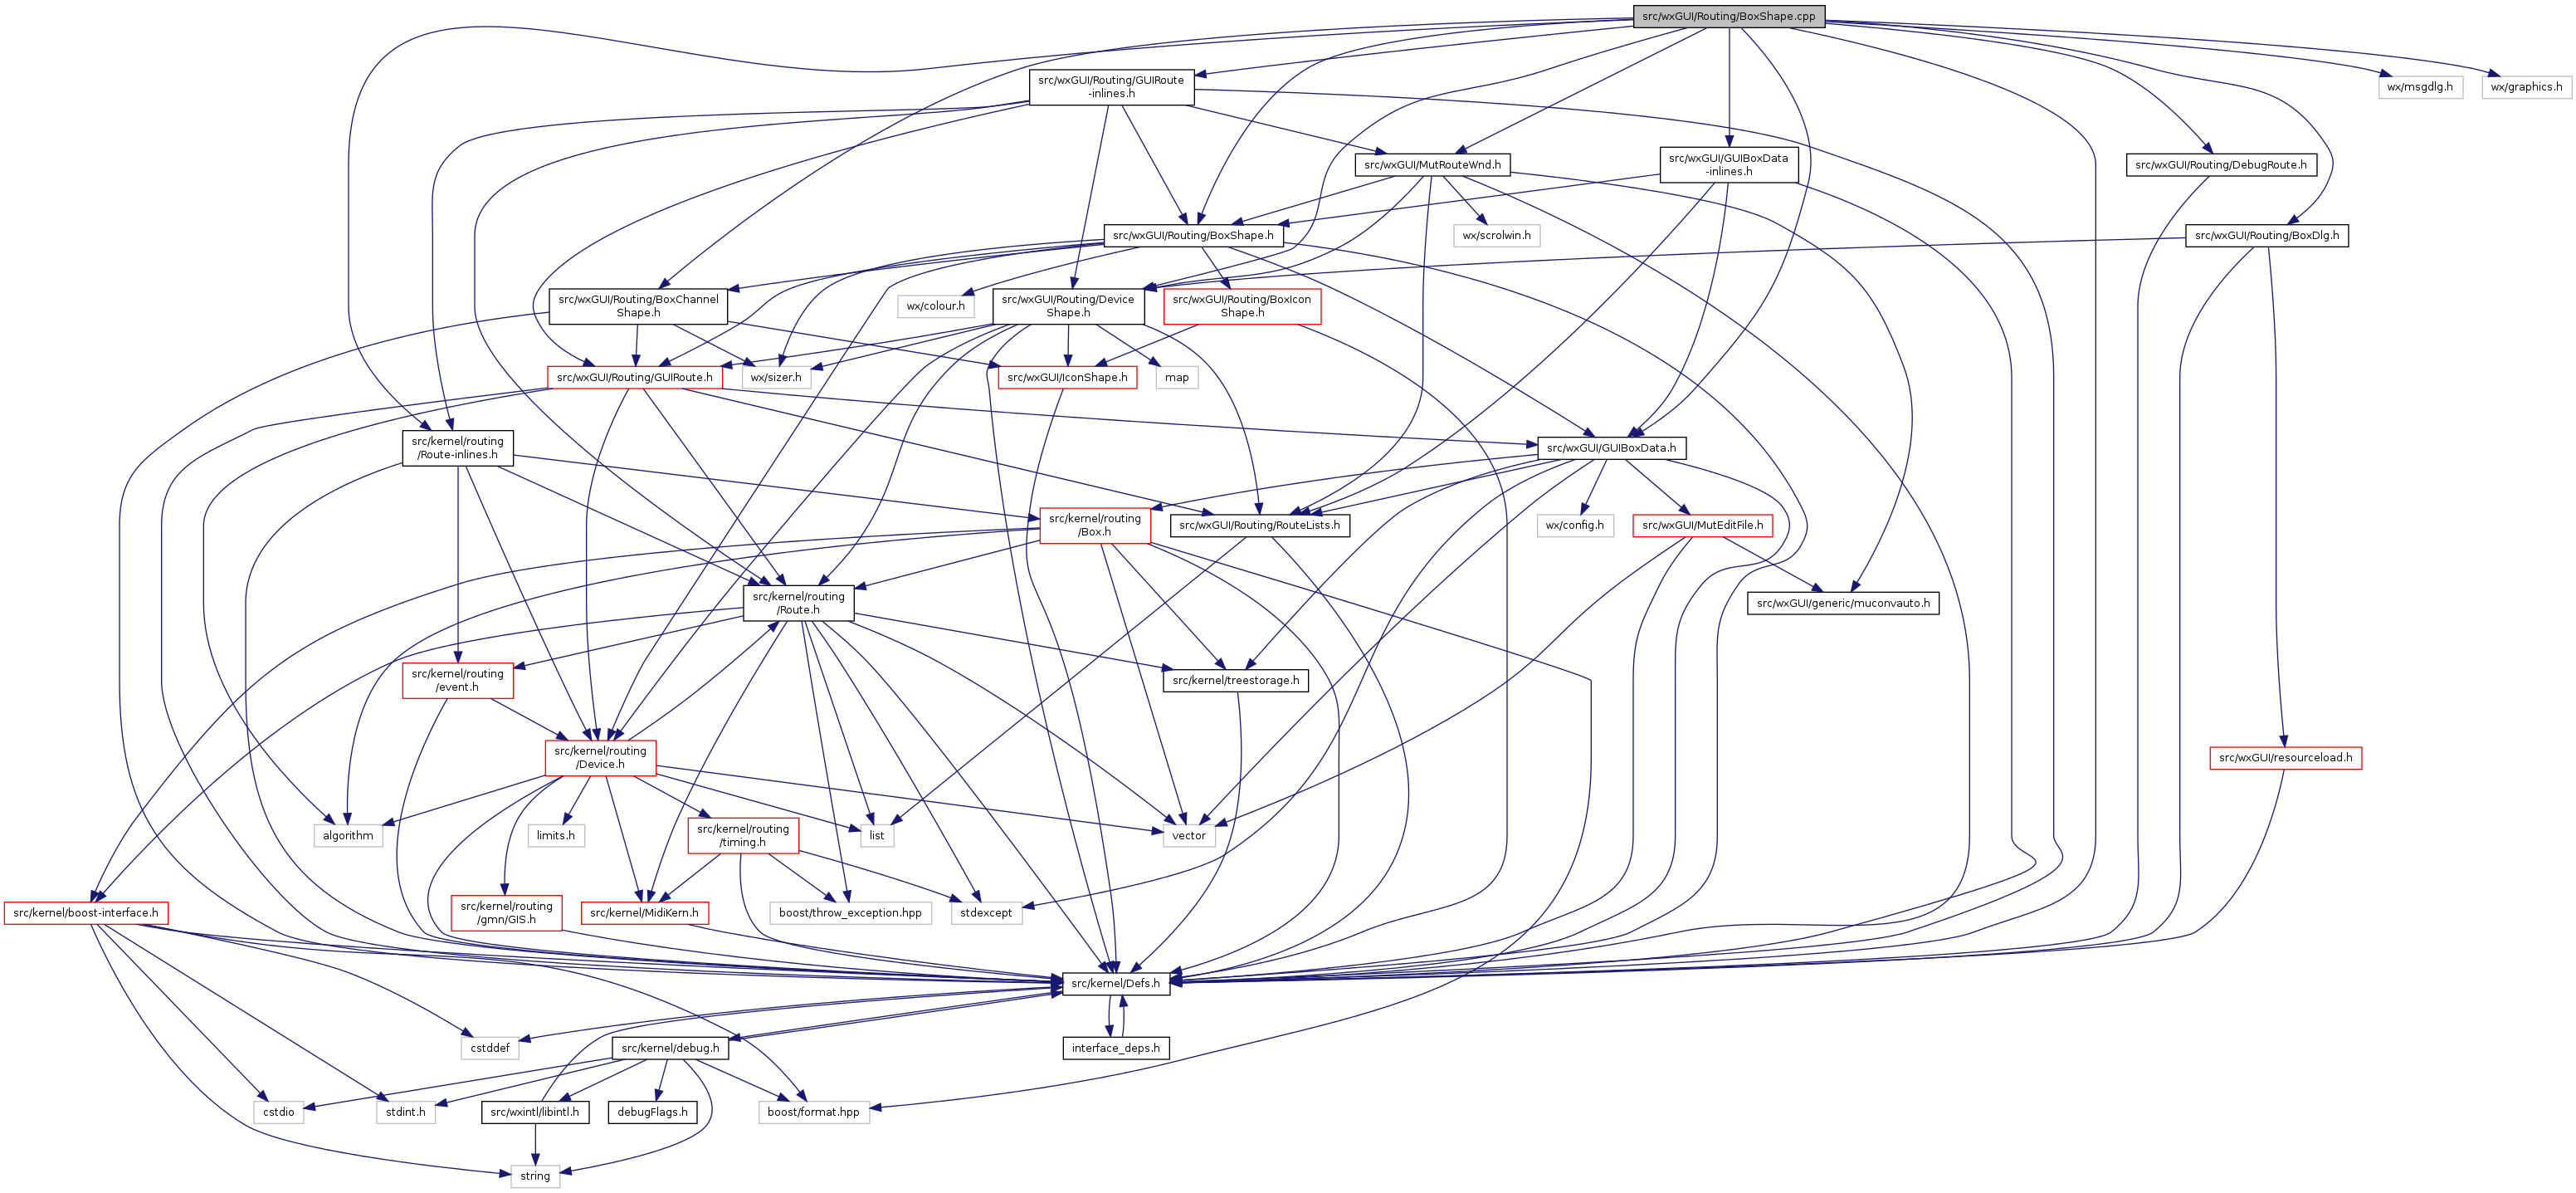 src/wxGUI/Routing/BoxShape.cpp
src/wxGUI/Routing/GUIRoute
-inlines.h
wx/msgdlg.h
wx/graphics.h
src/wxGUI/MutRouteWnd.h
src/wxGUI/GUIBoxData
-inlines.h
src/wxGUI/Routing/DebugRoute.h
src/wxGUI/Routing/BoxShape.h
wx/scrolwin.h
src/wxGUI/Routing/BoxDlg.h
src/wxGUI/Routing/BoxChannel
Shape.h
wx/colour.h
src/wxGUI/Routing/Device
Shape.h
src/wxGUI/Routing/BoxIcon
Shape.h
src/wxGUI/Routing/GUIRoute.h
wx/sizer.h
src/wxGUI/IconShape.h
map
src/kernel/routing
/Route-inlines.h
src/wxGUI/GUIBoxData.h
src/kernel/routing
/Box.h
src/wxGUI/Routing/RouteLists.h
wx/config.h
src/wxGUI/MutEditFile.h
src/kernel/routing
/Route.h
src/wxGUI/generic/muconvauto.h
src/kernel/routing
/event.h
src/kernel/treestorage.h
src/kernel/routing
/Device.h
src/wxGUI/resourceload.h
algorithm
limits.h
src/kernel/routing
/timing.h
list
vector
src/kernel/boost-interface.h
src/kernel/routing
/gmn/GIS.h
src/kernel/MidiKern.h
boost/throw_exception.hpp
stdexcept
src/kernel/Defs.h
cstddef
src/kernel/debug.h
interface_deps.h
cstdio
stdint.h
src/wxintl/libintl.h
debugFlags.h
boost/format.hpp
string